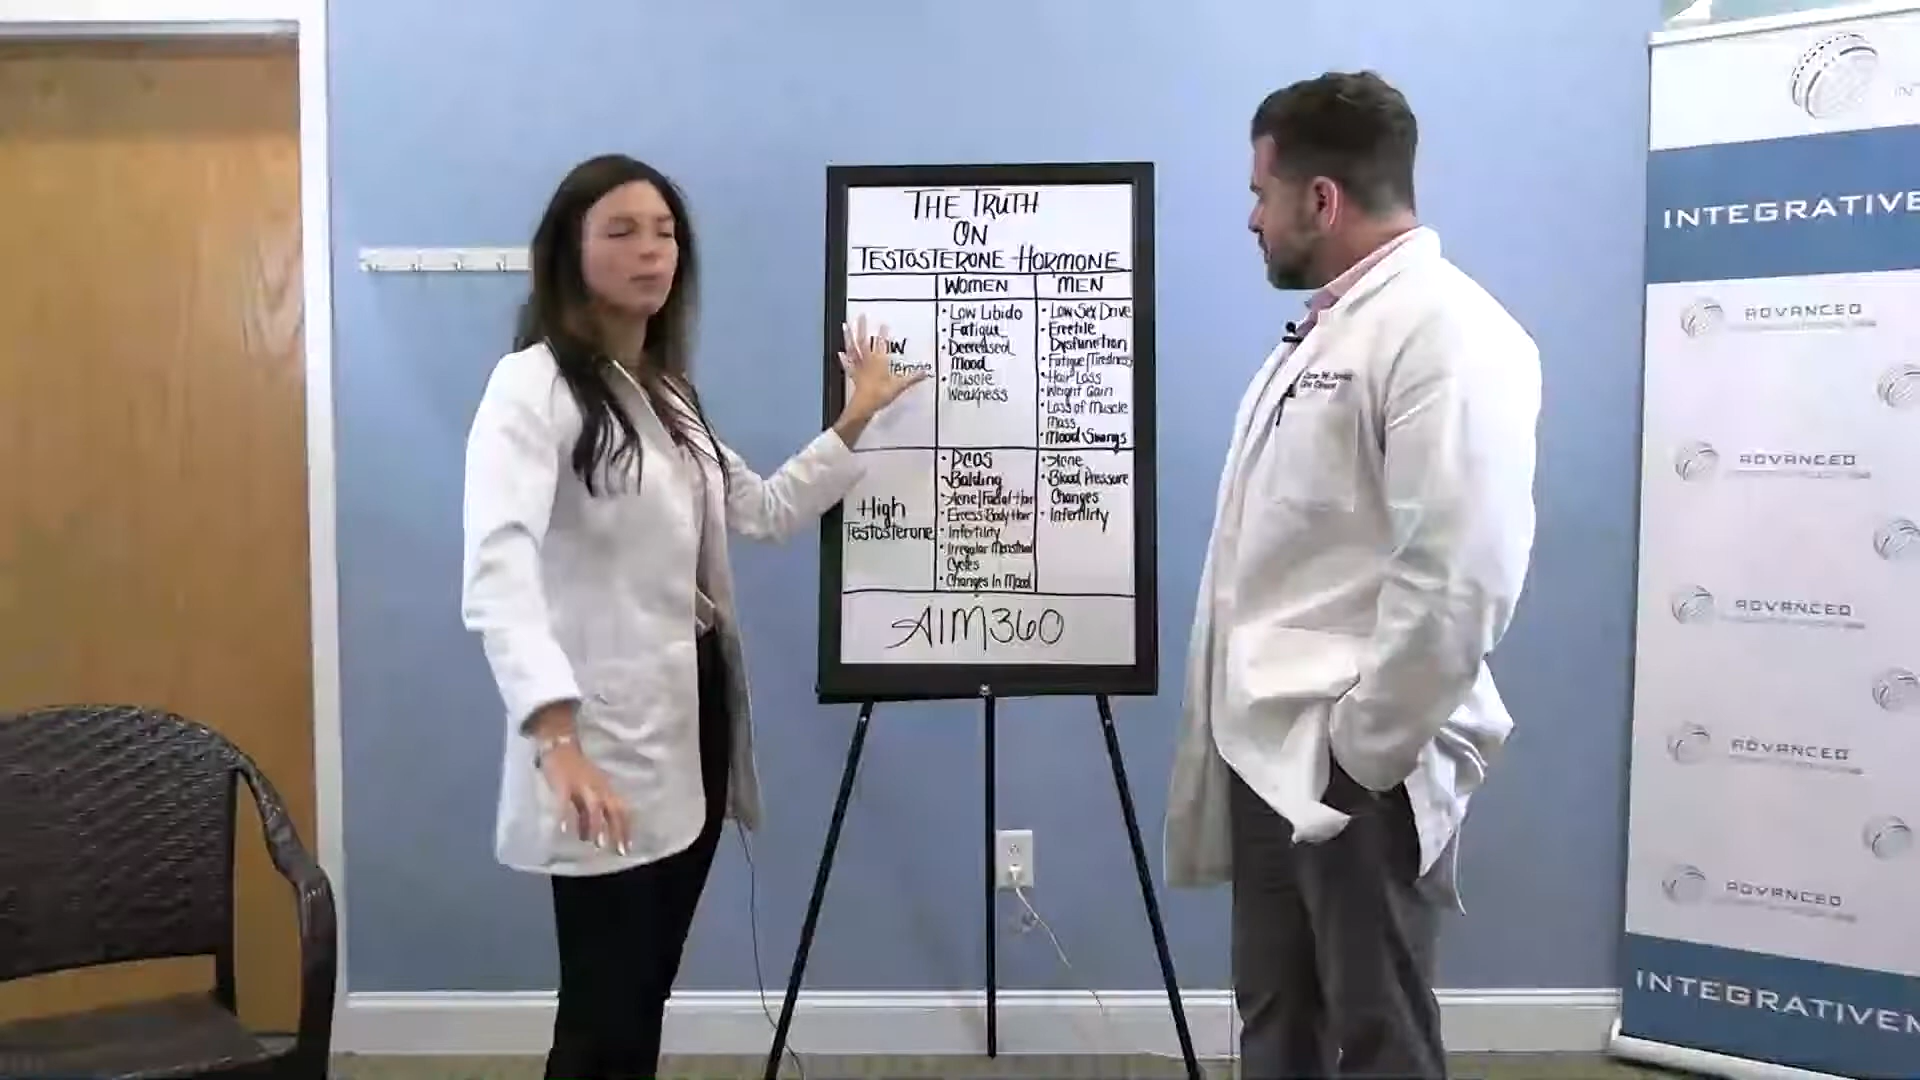 THE TRUTH
ON
TESTOSTERONE HORMONE
WOMEN
MEN
• Low Libido
• Fatigue
• Decreased
Mood
• Muscle
Weakness
• Low Sex Drive
• Erectile
Dysfunction
• Fatigue/Tiredness
• Hair Loss
• Weight Gain
• Loss of Muscle
Mass
• Mood Swings
High
Testosterone
• PCOS
• Balding
• Acne/Facial Hair
• Excess Body Hair
• Infertility
• Irregular Menstrual
Cycles
• Changes In Mood
• Acne
• Blood Pressure
Changes
• Infertility
AIM360
INTEGRATIVE
ADVANCED
ADVANCED
ADVANCED
ADVANCED
ADVANCED
INTEGRATIVE